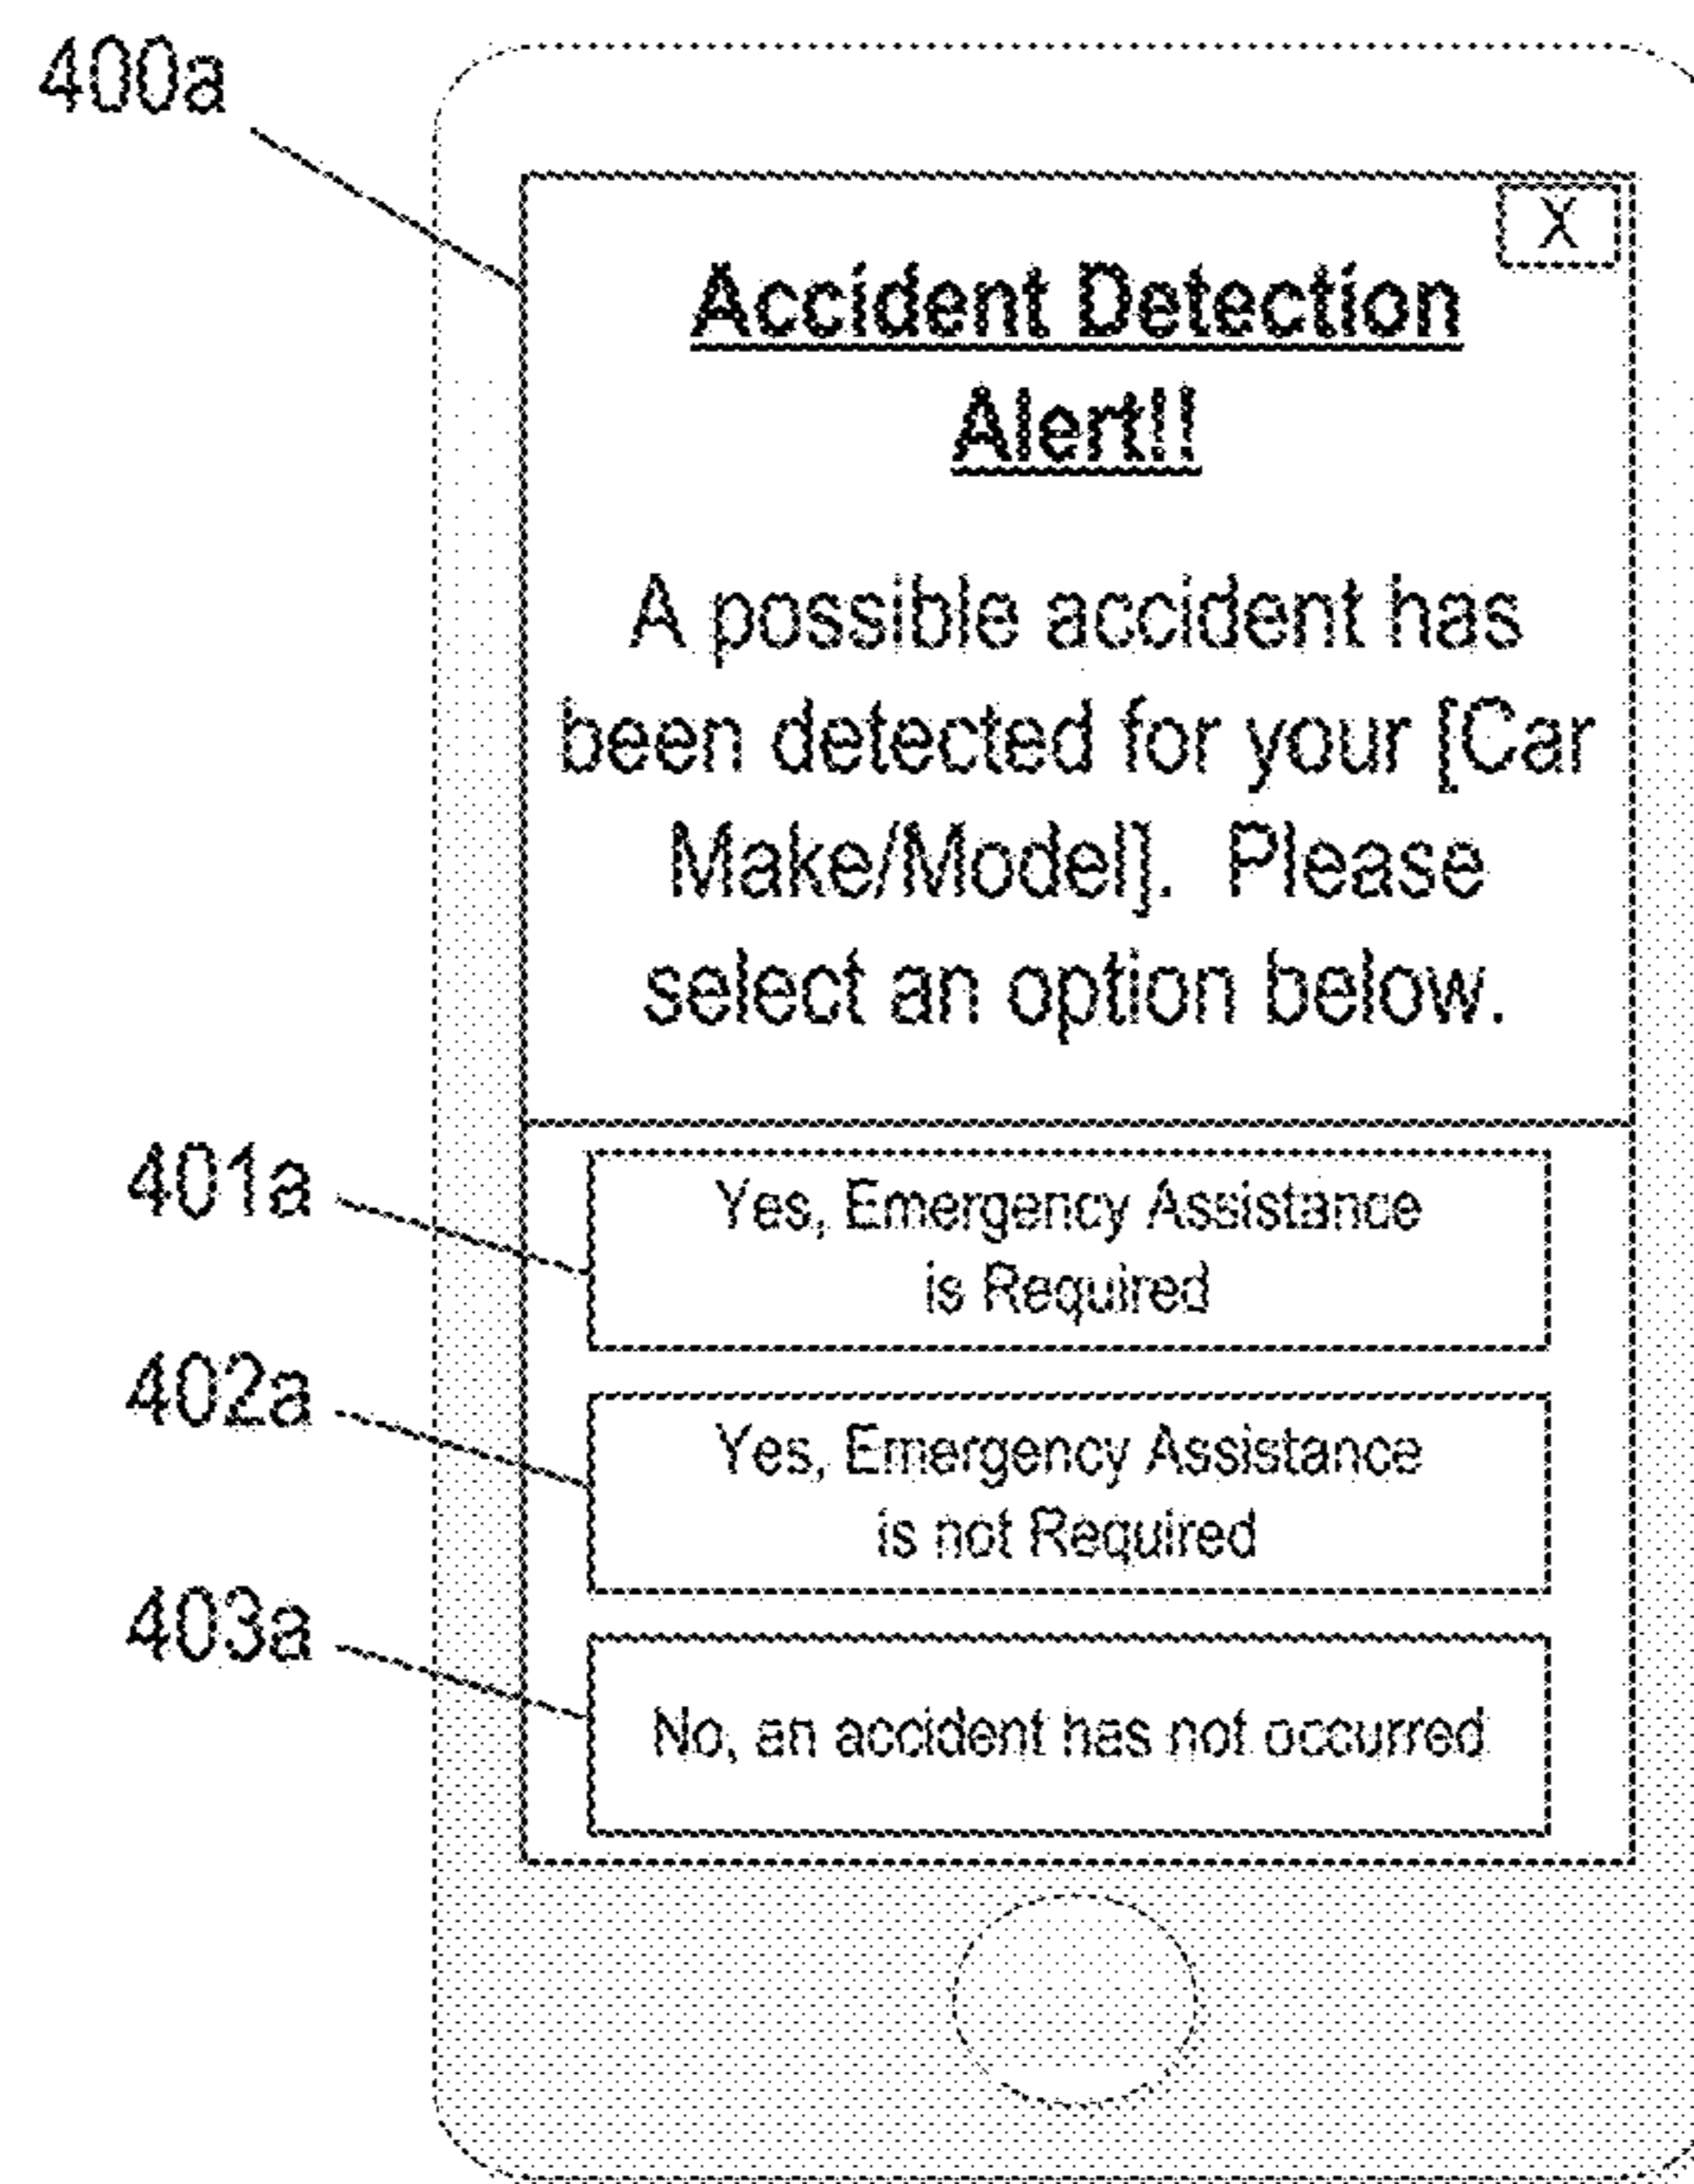 400a
X
Accident Detection
Alert!!
A possible accident has
been detected for your [Car
Make/Model].  Please
select an option below.
401a
Yes, Emergency Assistance
is Required
402a
Yes, Emergency Assistance
is not Required
403a
No, an accident has not occurred